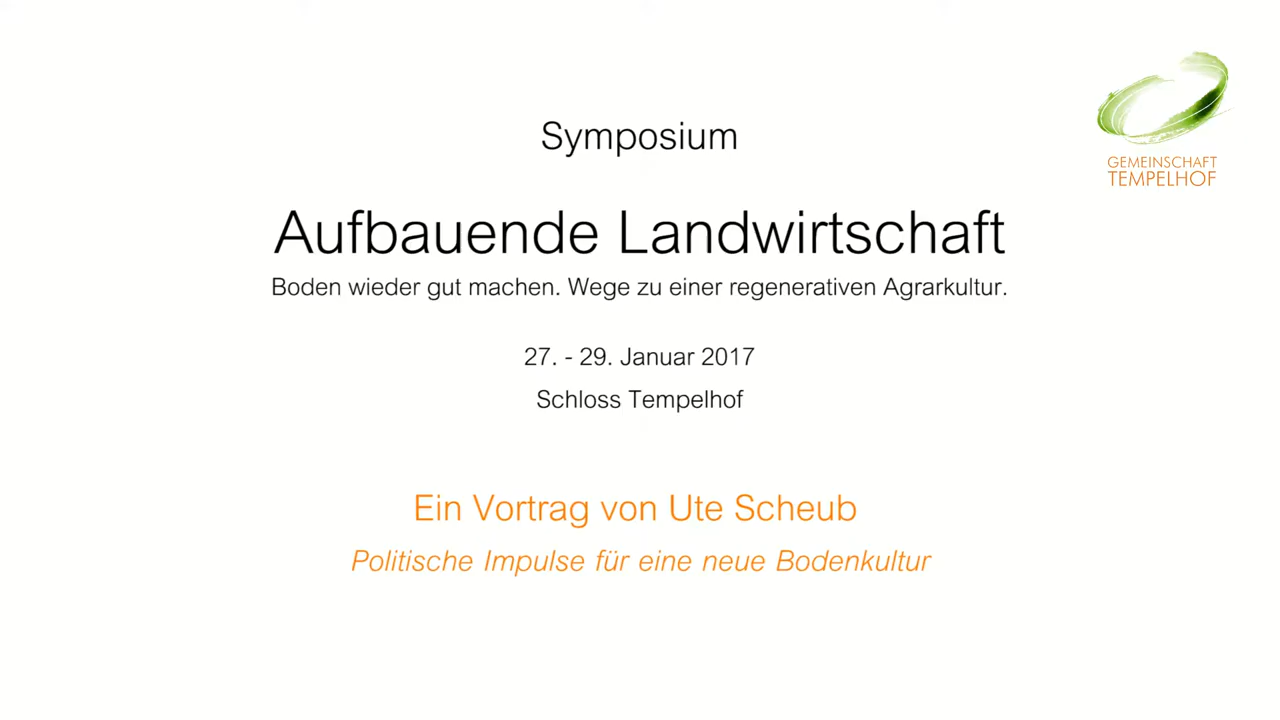 Symposium
GEMEINSCHAFT
TEMPELHOF
Aufbauende Landwirtschaft
Boden wieder gut machen. Wege zu einer regenerativen Agrarkultur.
27. - 29. Januar 2017
Schloss Tempelhof
Ein Vortrag von Ute Scheub
Politische Impulse für eine neue Bodenkultur